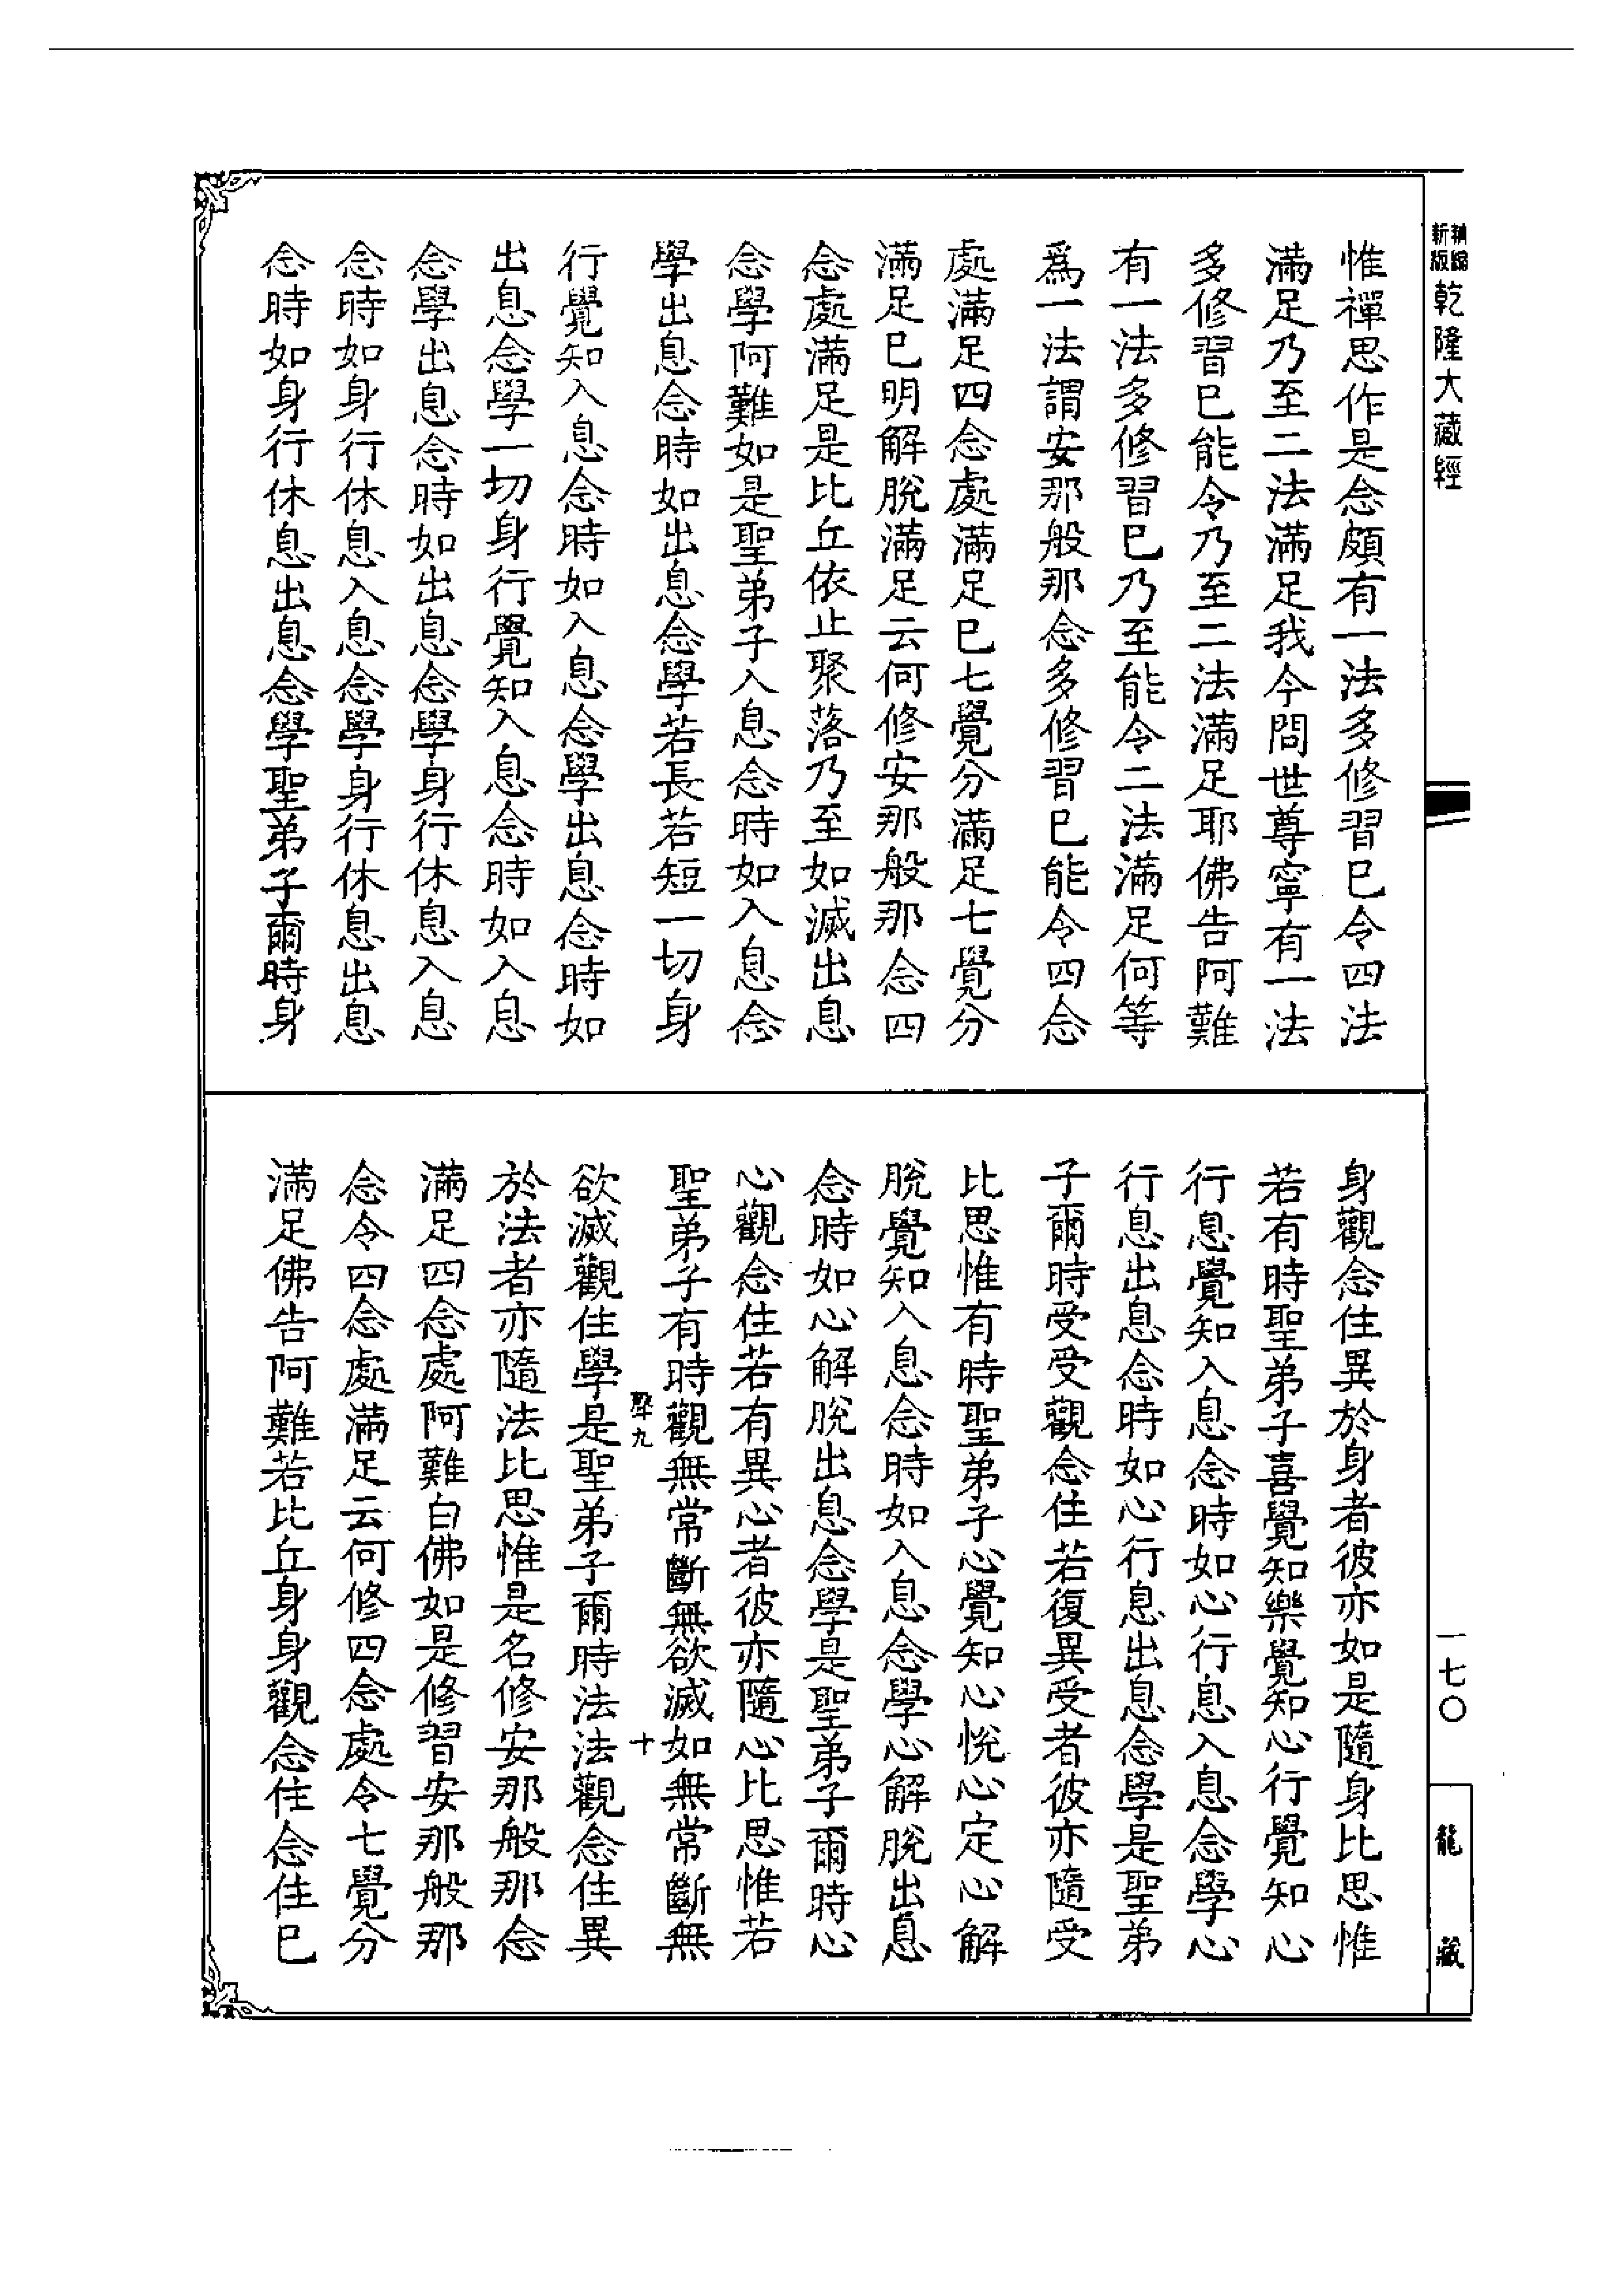 新版
乾隆大藏經
惟禪思作是念頗有一法多修習已令四法
滿足乃至二法滿足我今問世尊寧有一法
多修習已能令乃至二法滿足耶佛告阿難
有一法多修習已乃至能令二法滿足何等
爲一法謂安那般那念多修習已能令四念
處滿足四念處滿足已七覺分滿足七覺分
滿足已明解脫滿足云何修安那般那念四
念處滿足是比丘依止聚落乃至如滅出息
念學阿難如是聖弟子入息念時如入息念
學出息念時如出息念學若長若短一切身
行覺知入息念時如入息念學出息念時如
出息念學一切身行覺知入息念時如入息
念學出息念時如出息念學身行休息入息
念時如身行休息入息念學身行休息出息
念時如身行休息出息念學聖弟子爾時身
身觀念住異於身者彼亦如是隨身比思惟
若有時聖弟子喜覺知樂覺知心行覺知心
行息覺知入息念時如心行息入息念學心
行息出息念時如心行息出息念學是聖弟
子爾時受受觀念住若復異受者彼亦隨受
比思惟有時聖弟子心覺知心悅心定心解
脫覺知入息念時如入息念學心解脫出息
念時如心解脫出息念學是聖弟子爾時心
心觀念住若有異心者彼亦隨心比思惟若
聖弟子有時觀無常斷無欲滅如無常斷無
九
十
欲滅觀住學是聖弟子爾時法法觀念住異
於法者亦隨法比思惟是名修安那般那念
滿足四念處阿難白佛如是修習安那般那
念令四念處滿足云何修四念處令七覺分
滿足佛告阿難若比丘身身觀念住念住已
一七〇
龍
藏